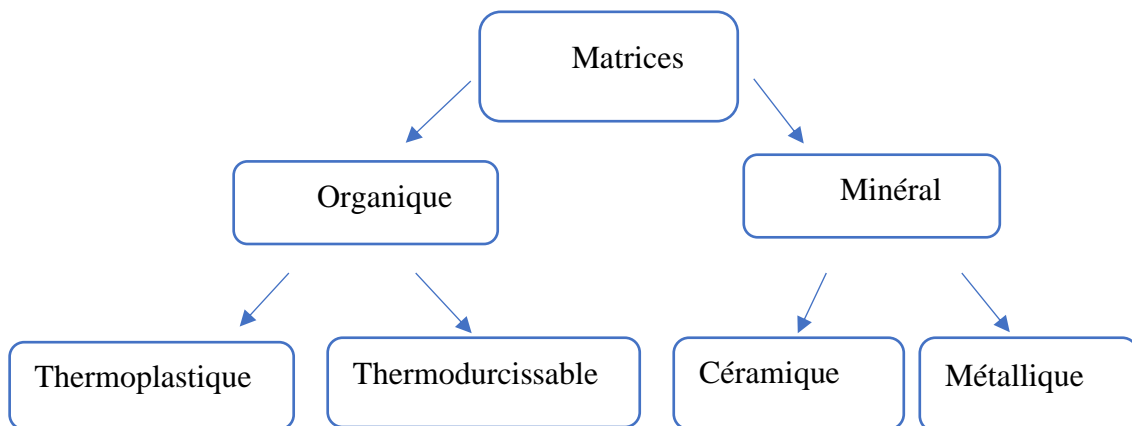 Matrices
Organique
Minéral
Thermoplastique
Thermodurcissable
Céramique
Métallique